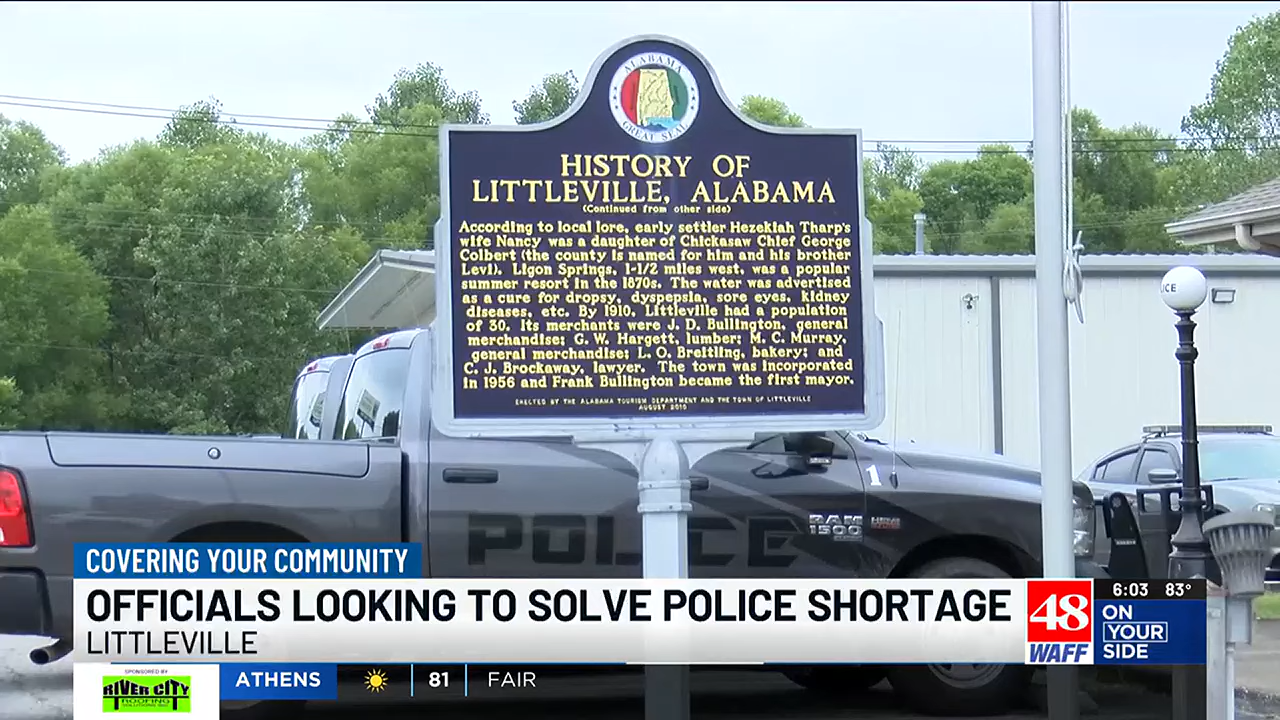 ALABAMA
GREAT SEAL
HISTORY OF
LITTLEVILLE, ALABAMA
(Continued from other side)
According to local lore, early settler Hezekiah Tharp's
wife Nancy was a daughter of Chickasaw Chief George
Colbert (the county is named for him and his brother
Levi). Ligon Springs, 1-1/2 miles west, was a popular
summer resort in the 1870s. The water was advertised
as a cure for dropsy, dyspepsia, sore eyes, kidney
diseases, etc. By 1910, Littleville had a population
of 30. Its merchants were J. D. Bullington, general
merchandise; G. W. Hargett, lumber; M. C. Murray,
general merchandise; L. O. Breitling, bakery; and
C. J. Brockaway, lawyer. The town was incorporated
in 1956 and Frank Bullington became the first mayor.
ERECTED BY THE ALABAMA TOURISM DEPARTMENT AND THE TOWN OF LITTLEVILLE
AUGUST 2010
ICE
1
POLICE
RAM
1500
COVERING YOUR COMMUNITY
OFFICIALS LOOKING TO SOLVE POLICE SHORTAGE
LITTLEVILLE
48
WAFF
6:03 83°
ON
YOUR
SIDE
SPONSORED BY
RIVER CITY
ROOFING
ATHENS 81 FAIR